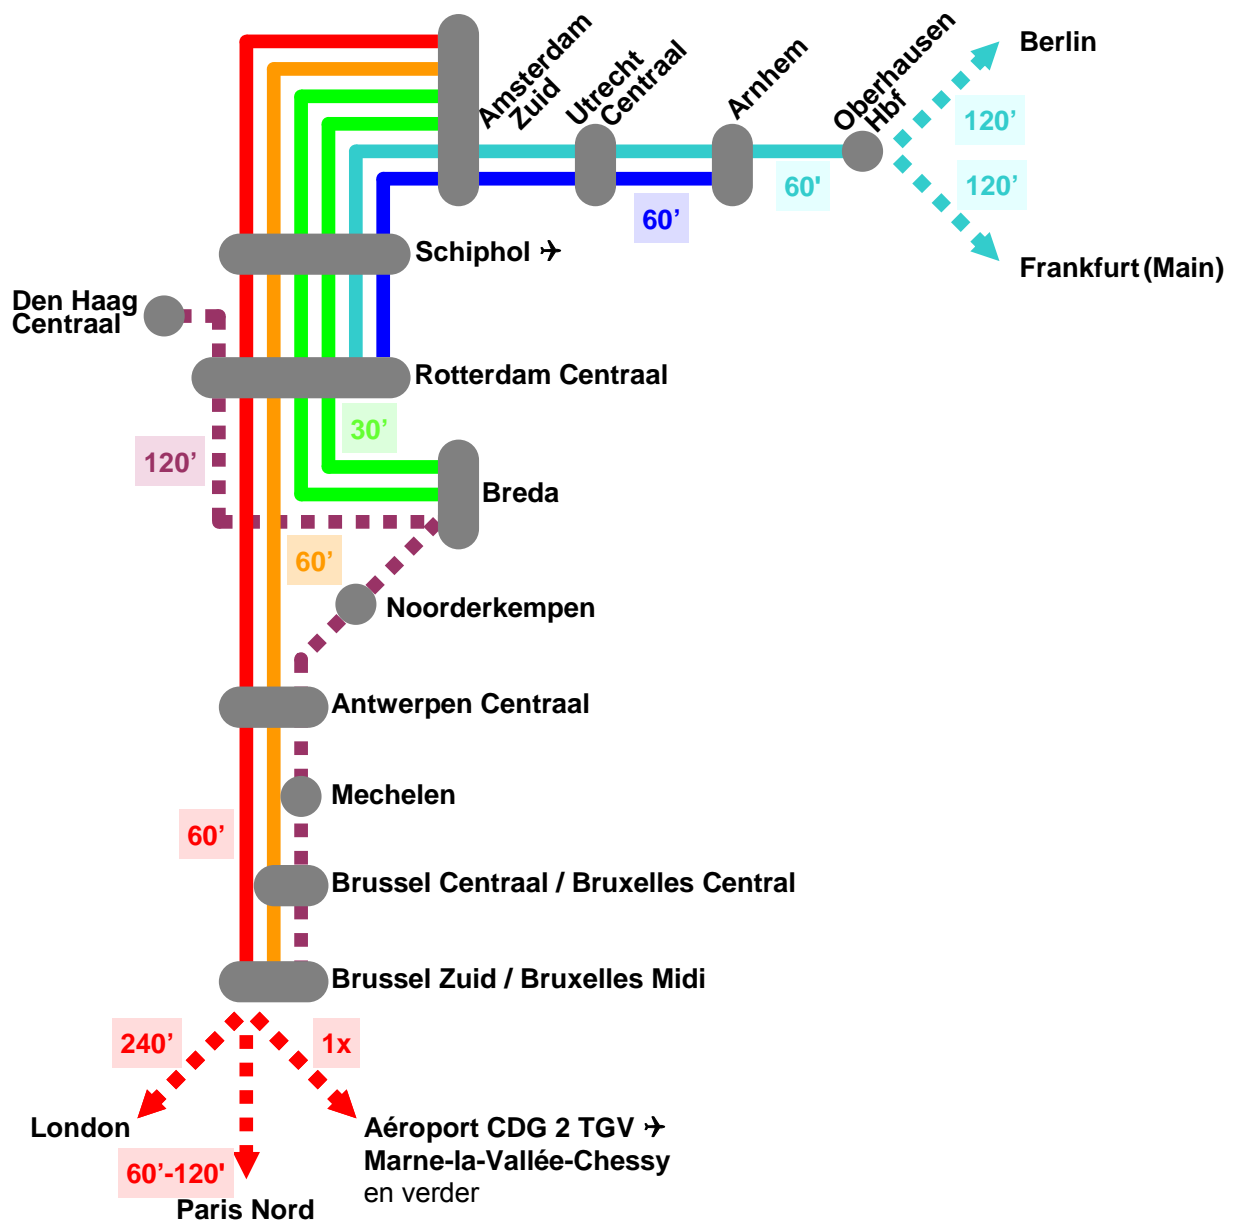 Amsterdam
Zuid
Utrecht
Centraal
Arnhem
Oberhausen
Hbf
Berlin
120’
120’
60'
60’
Frankfurt (Main)
Schiphol ✈
Den Haag
Centraal
Rotterdam Centraal
30’
120’
Breda
60’
Noorderkempen
Antwerpen Centraal
Mechelen
60’
Brussel Centraal / Bruxelles Central
Brussel Zuid / Bruxelles Midi
240’
1x
London
Aéroport CDG 2 TGV ✈
Marne-la-Vallée-Chessy
en verder
60’-120'
Paris Nord